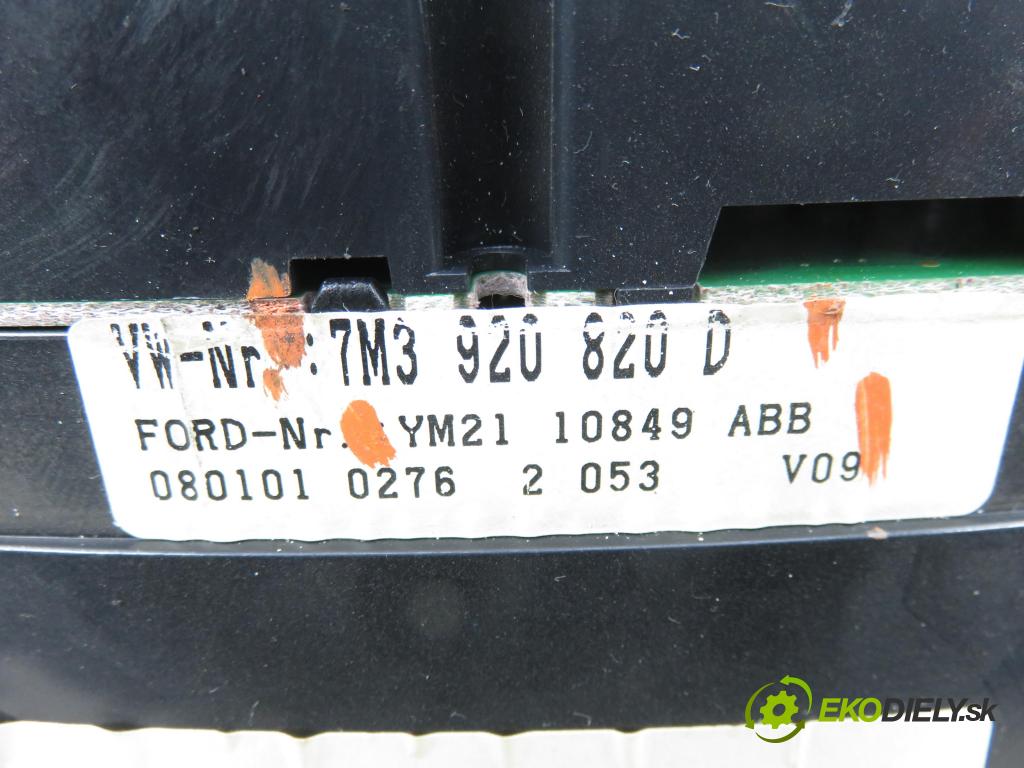 VW-Nr.: 7M3 920 820 D
FORD-Nr.: YM21 10849 ABB
080101 0276 2 053 V09
EKODIELY.sk